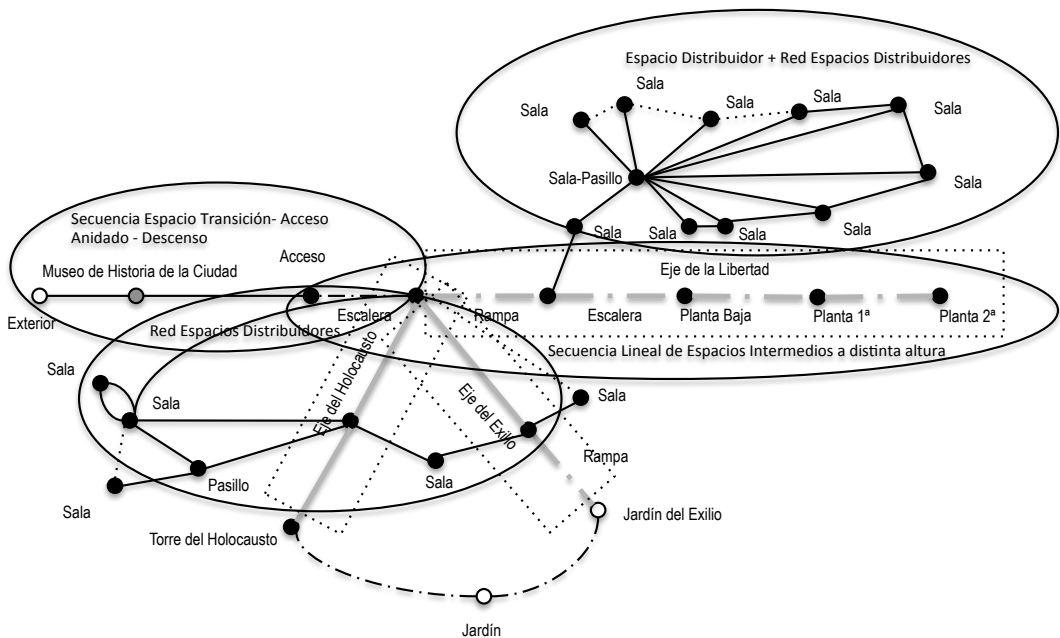 Espacio Distribuidor + Red Espacios Distribuidores
Sala
Sala
Sala
Sala
Sala
Sala-Pasillo
Sala
Sala
Sala
Sala
Sala
Secuencia Espacio Transición- Acceso
Anidado - Descenso
Museo de Historia de la Ciudad
Acceso
Eje de la Libertad
Exterior
Red Espacios Distribuidores
Escalera
Rampa
Escalera
Planta Baja
Planta 1ª
Planta 2ª
Secuencia Lineal de Espacios Intermedios a distinta altura
Sala
Sala
Eje del Holocausto
Eje del Exilio
Sala
Rampa
Pasillo
Sala
Sala
Torre del Holocausto
Jardín del Exilio
Jardín